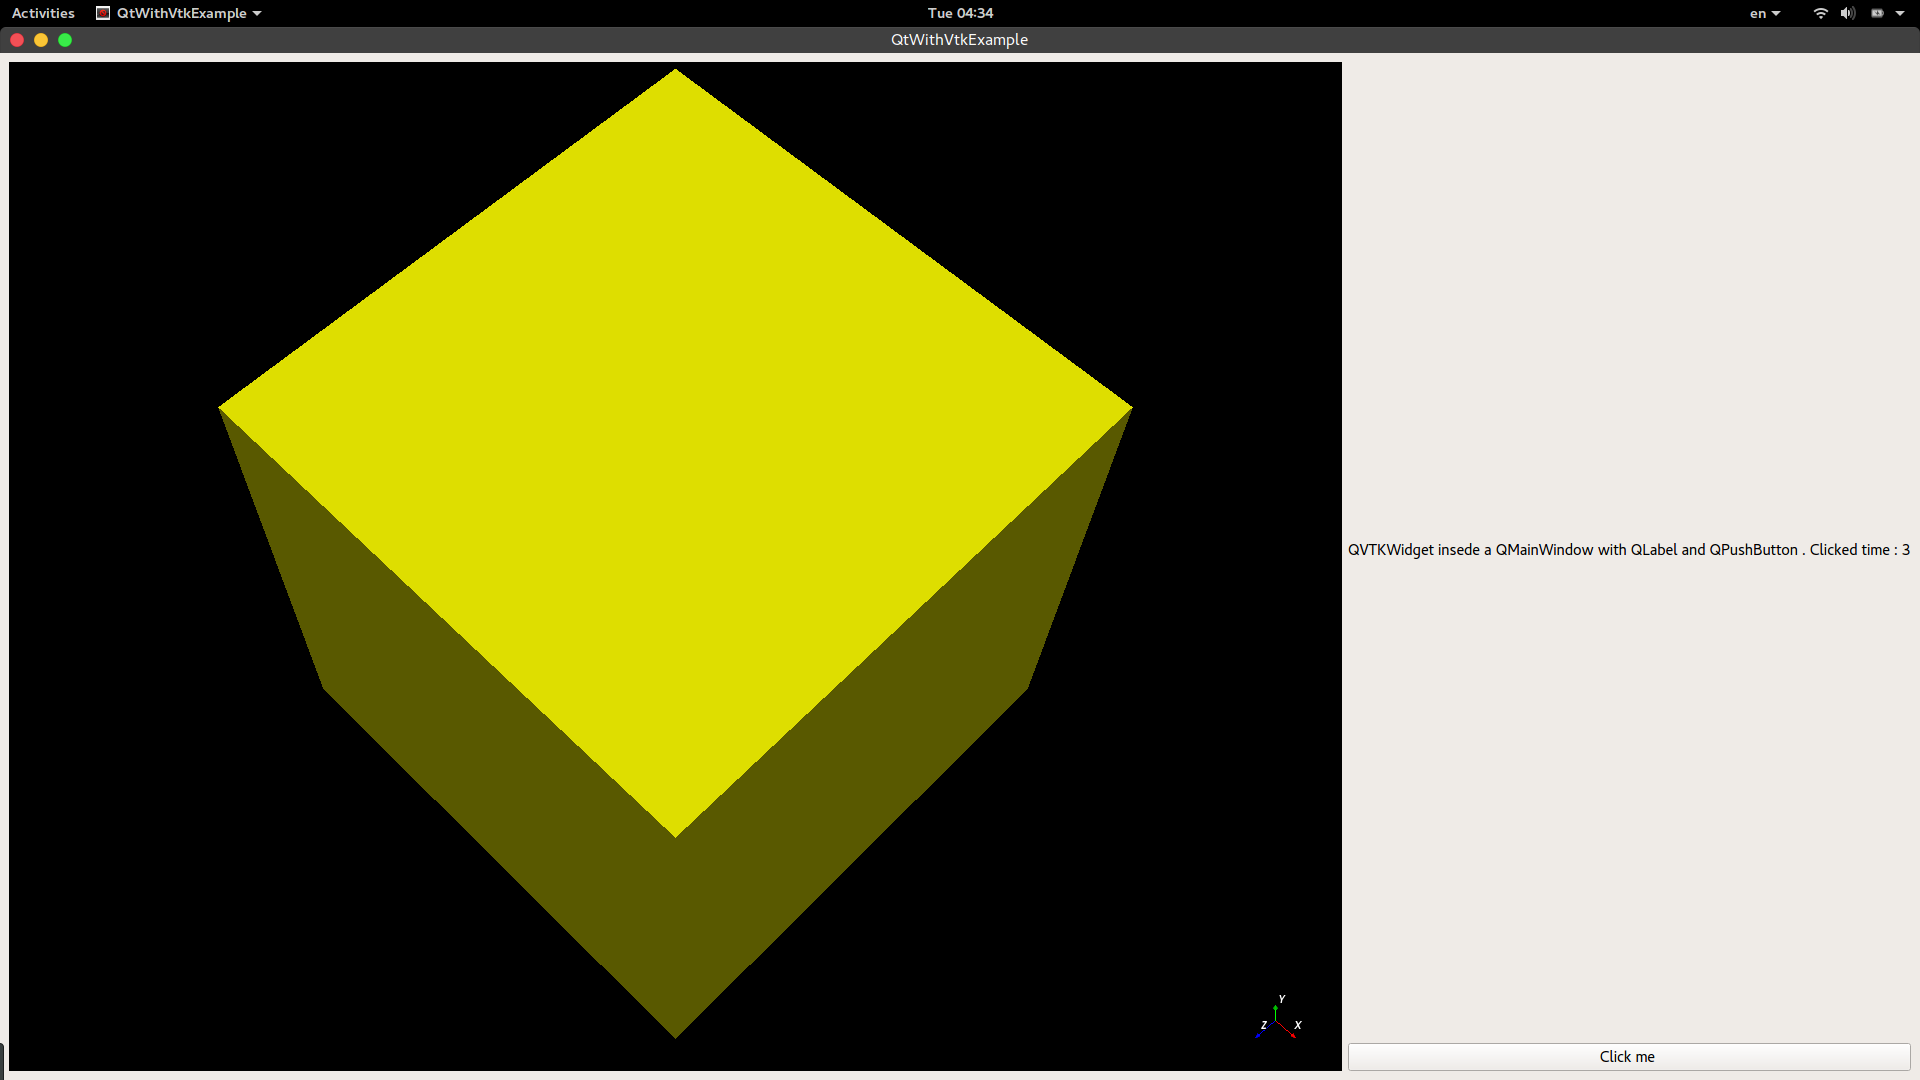 Activities QtWithVtkExample Tue 04:34 en
QtWithVtkExample
QVTKWidget insede a QMainWindow with QLabel and QPushButton . Clicked time : 3
Y
Z X
Click me